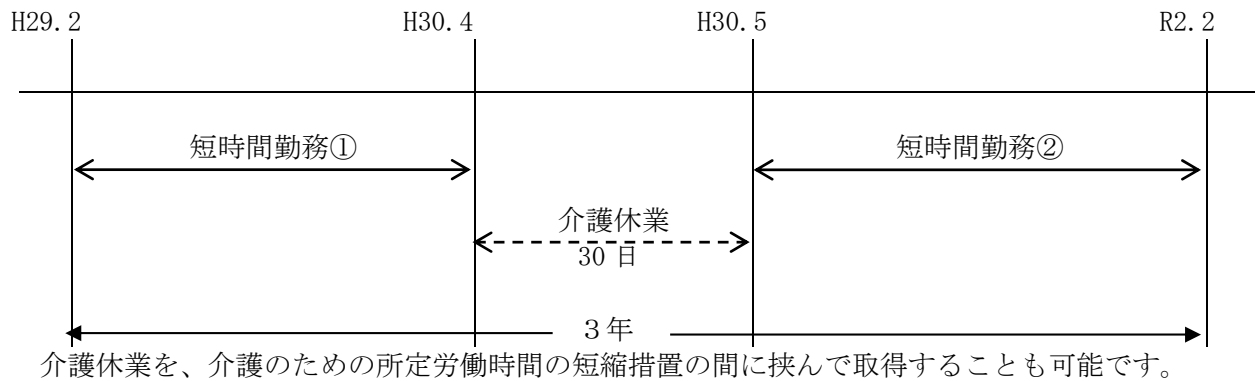 H29.2 H30.4 H30.5 R2.2
短時間勤務① 短時間勤務②
介護休業
30 日
３年
介護休業を、介護のための所定労働時間の短縮措置の間に挟んで取得することも可能です。